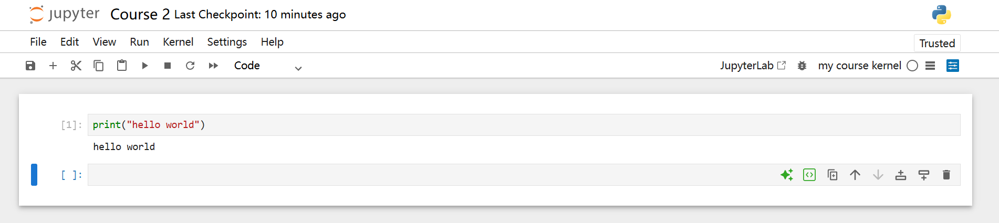 jupyter Course 2 Last Checkpoint: 10 minutes ago
File Edit View Run Kernel Settings Help Trusted
Code JupyterLab my course kernel
[1]: print("hello world")
hello world
[ ]: